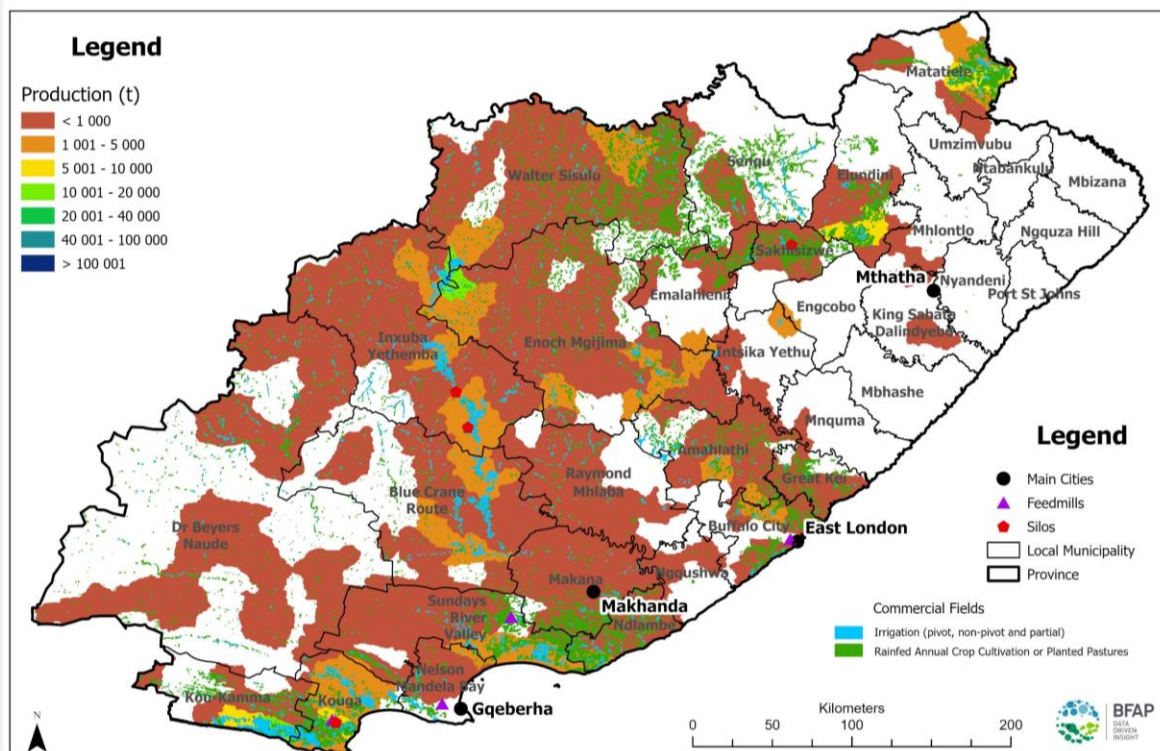 Legend
Production (t)
< 1 000
1 001 - 5 000
5 001 - 10 000
10 001 - 20 000
20 001 - 40 000
40 001 - 100 000
> 100 001
Matatiele
Umzimvubu
Ntabankulu
Mbizana
Walter Sisulu
Senqu
Elundini
Mhlontlo
Ngquza Hill
Sakhisizwe
Mthatha
Nyandeni
Port St Johns
Emalahleni
Engcobo
King Sabata
Dalindyebo
Inxuba
Yethemba
Enoch Mgijima
Intsika Yethu
Mbhashe
Mnquma
Amahlathi
Great Kei
Raymond
Mhlaba
Blue Crane
Route
Dr Beyers
Naude
Buffalo City
East London
Ngqushwa
Makana
Makhanda
Sundays
River
Valley
Ndlambe
Nelson
Mandela Bay
Kou-Kamma
Kouga
Gqeberha
Legend
Main Cities
Feedmills
Silos
Local Municipality
Province
Commercial Fields
Irrigation (pivot, non-pivot and partial)
Rainfed Annual Crop Cultivation or Planted Pastures
Kilometers
0 50 100 200
N
BFAP
DATA
DRIVEN
INSIGHT